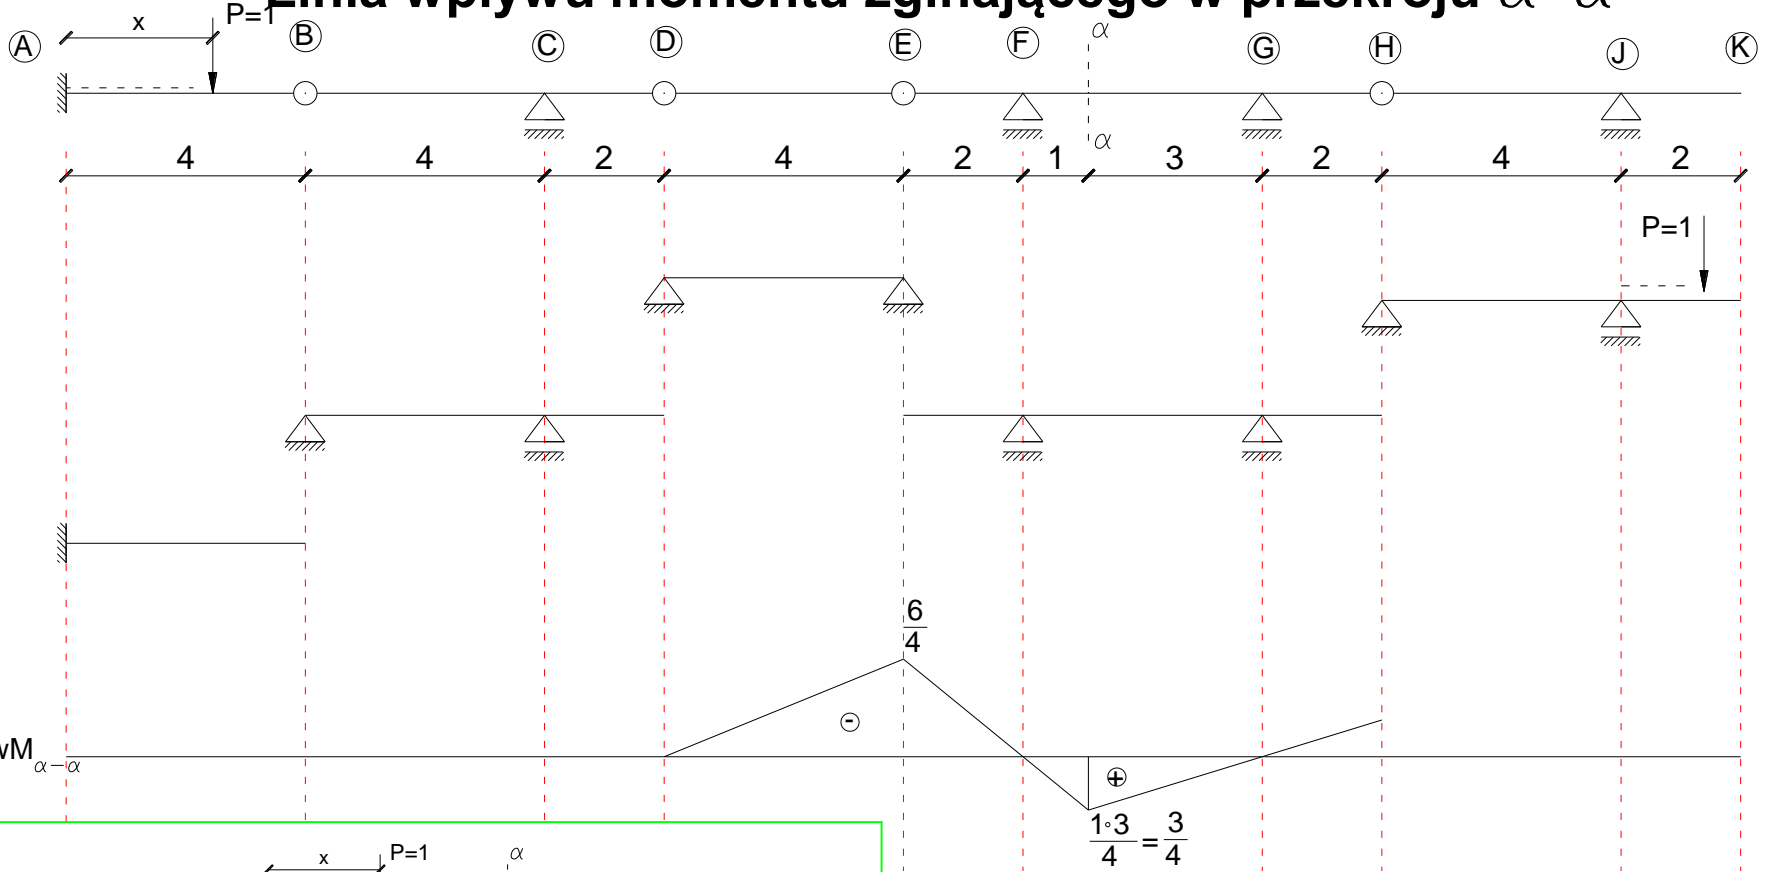 Linia wpływu momentu zginającego w przekroju α-α
x P=1
A B C D E F α G H J K
α
4 4 2 4 2 1 3 2 4 2
P=1
6
4
-
wM α-α
+
1∘3/4 = 3/4
x P=1 α